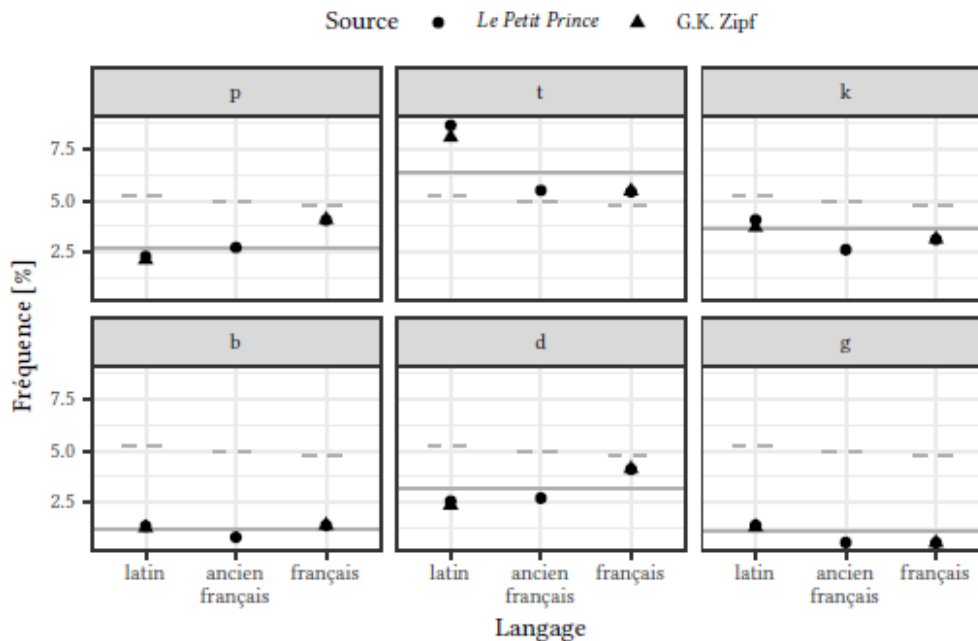 Source Le Petit Prince G.K. Zipf
p t k
7.5
5.0
2.5
b d g
7.5
5.0
2.5
Fréquence [%]
latin ancien français latin ancien français latin ancien français
français français français
Langage